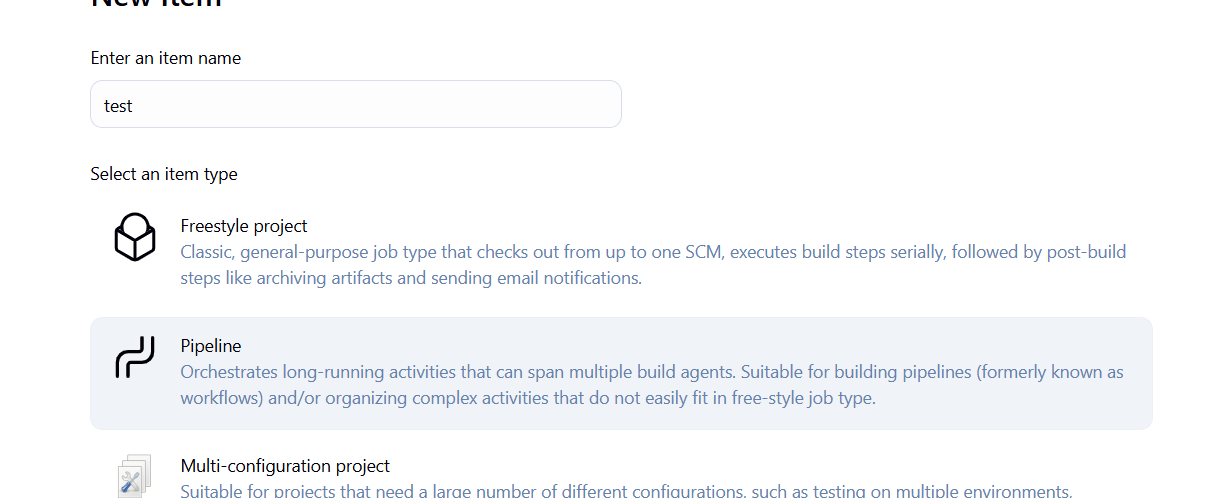 New Item
Enter an item name
test
Select an item type
Freestyle project
Classic, general-purpose job type that checks out from up to one SCM, executes build steps serially, followed by post-build
steps like archiving artifacts and sending email notifications.
Pipeline
Orchestrates long-running activities that can span multiple build agents. Suitable for building pipelines (formerly known as
workflows) and/or organizing complex activities that do not easily fit in free-style job type.
Multi-configuration project
Suitable for projects that need a large number of different configurations, such as testing on multiple environments,